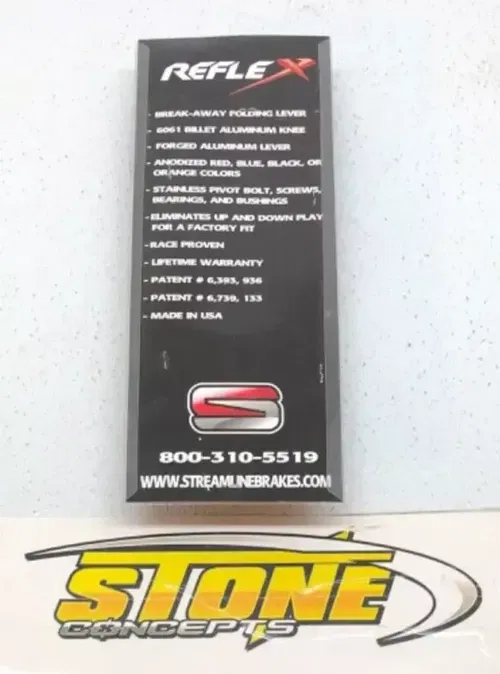 REFLEX
- BREAK-AWAY FOLDING LEVER
- 6061 BILLET ALUMINUM KNEE
- FORGED ALUMINUM LEVER
- ANODIZED RED, BLUE, BLACK, OR
ORANGE COLORS
- STAINLESS PIVOT BOLT, SCREWS,
BEARINGS, AND BUSHINGS
-ELIMINATES UP AND DOWN PLAY
FOR A FACTORY FIT
-RACE PROVEN
- LIFETIME WARRANTY
- PATENT # 6,393, 936
- PATENT # 6,739, 133
- MADE IN USA
S
800-310-5519
WWW.STREAMLINEBRAKES.COM
STONE
CONCEPTS